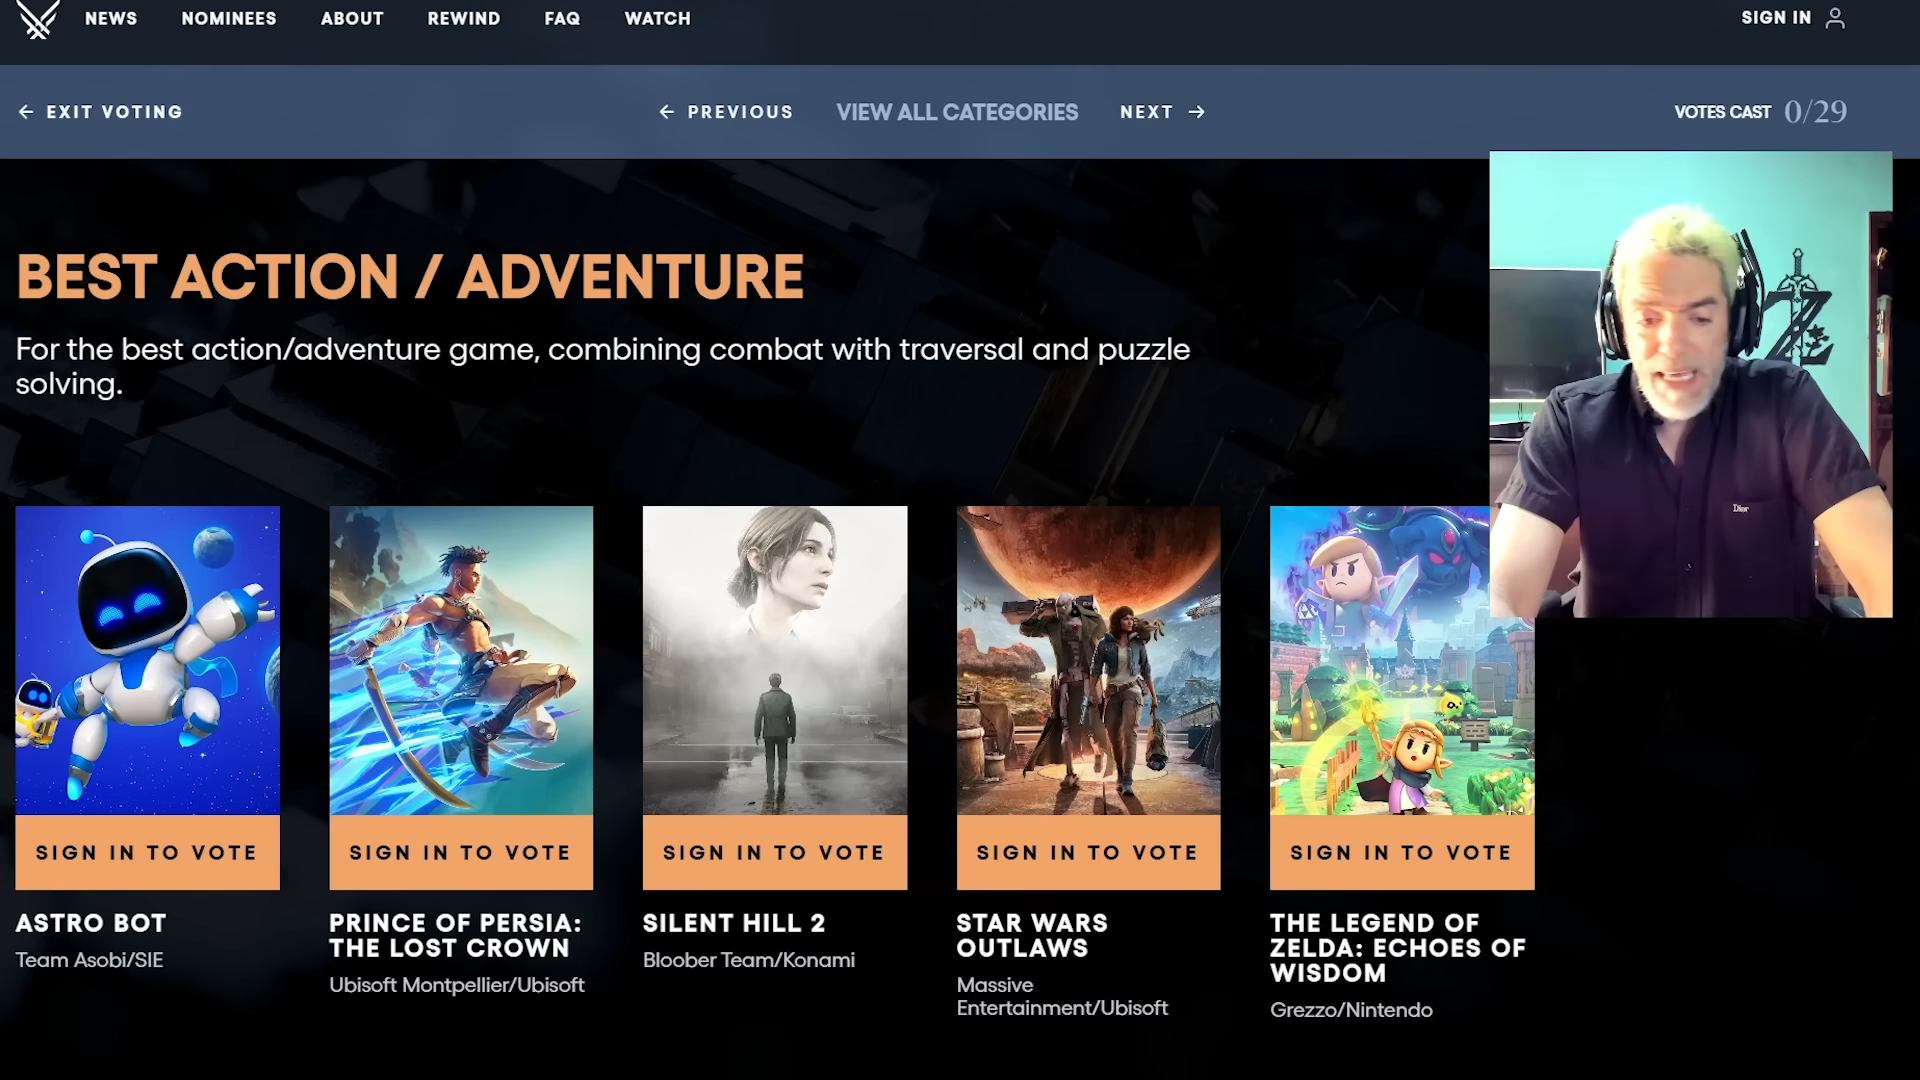 NEWS
NOMINEES
ABOUT
REWIND
FAQ
WATCH
SIGN IN
EXIT VOTING
PREVIOUS
VIEW ALL CATEGORIES
NEXT
VOTES CAST 0/29
BEST ACTION / ADVENTURE
For the best action/adventure game, combining combat with traversal and puzzle
solving.
Dior
SIGN IN TO VOTE
SIGN IN TO VOTE
SIGN IN TO VOTE
SIGN IN TO VOTE
SIGN IN TO VOTE
ASTRO BOT
Team Asobi/SIE
PRINCE OF PERSIA:
THE LOST CROWN
Ubisoft Montpellier/Ubisoft
SILENT HILL 2
Bloober Team/Konami
STAR WARS
OUTLAWS
Massive
Entertainment/Ubisoft
THE LEGEND OF
ZELDA: ECHOES OF
WISDOM
Grezzo/Nintendo